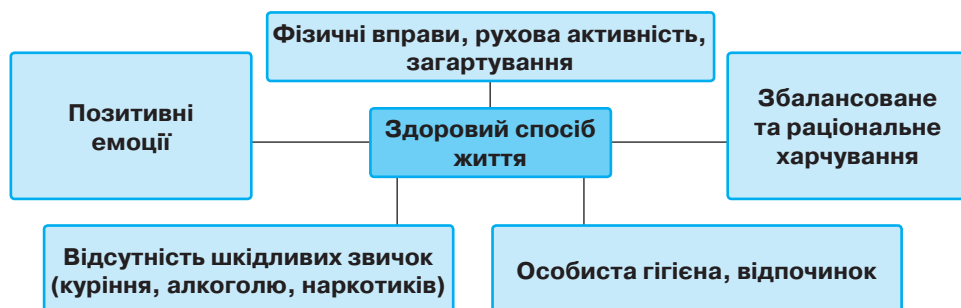 Фізичні вправи, рухова активність,
загартування
Позитивні
емоції
Здоровий спосіб
життя
Збалансоване
та раціональне
харчування
Відсутність шкідливих звичок
(куріння, алкоголю, наркотиків)
Особиста гігієна, відпочинок